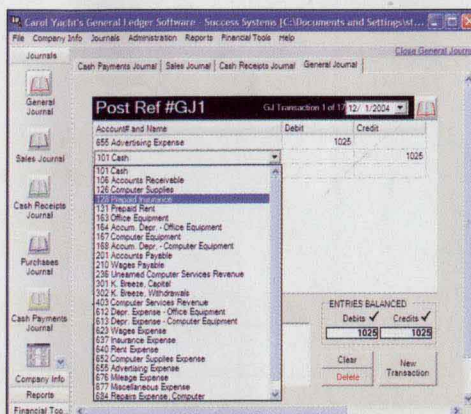 Carol Yacht's General Ledger Software - Success Systems [C:\Documents and Settings\st...
File Company Info Journals Administration Reports Financial Tools Help
Journals
Close General Journal
Cash Payments Journal Sales Journal Cash Receipts Journal General Journal
General Journal
Sales Journal
Cash Receipts Journal
Purchases Journal
Cash Payments Journal
Company Info
Reports
Financial Too
Post Ref #GJ1 GJ Transaction 1 of 17 12/ 1/2004
Account# and Name Debit Credit
655 Advertising Expense 1025
101 Cash 1025
101 Cash
106 Accounts Receivable
126 Computer Supplies
128 Prepaid Insurance
131 Prepaid Rent
163 Office Equipment
164 Accum. Depr. - Office Equipment
167 Computer Equipment
168 Accum. Depr. - Computer Equipment
201 Accounts Payable
210 Wages Payable
236 Unearned Computer Services Revenue
301 K. Breeze, Capital
302 K. Breeze, Withdrawals
403 Computer Services Revenue
612 Depr. Expense - Office Equipment
613 Depr. Expense - Computer Equipment
623 Wages Expense
637 Insurance Expense
640 Rent Expense
652 Computer Supplies Expense
655 Advertising Expense
676 Mileage Expense
677 Miscellaneous Expense
684 Repairs Expense, Computer
ENTRIES BALANCED
Debits ✓ Credits ✓
1025 1025
Clear
Delete
New Transaction